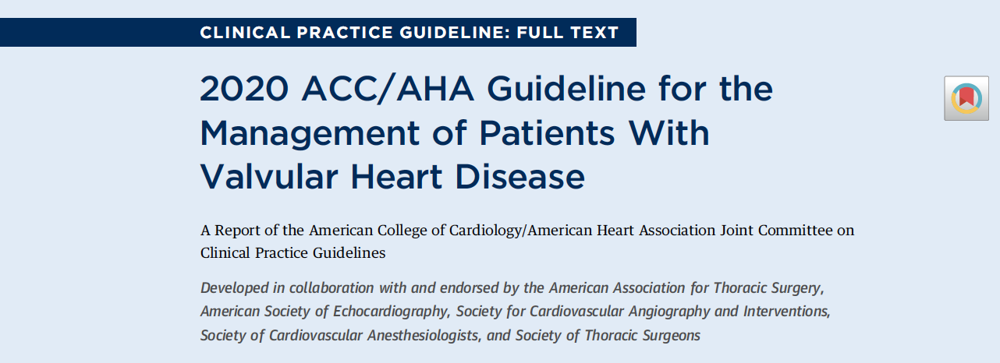 CLINICAL PRACTICE GUIDELINE: FULL TEXT
2020 ACC/AHA Guideline for the
Management of Patients With
Valvular Heart Disease
A Report of the American College of Cardiology/American Heart Association Joint Committee on
Clinical Practice Guidelines
Developed in collaboration with and endorsed by the American Association for Thoracic Surgery,
American Society of Echocardiography, Society for Cardiovascular Angiography and Interventions,
Society of Cardiovascular Anesthesiologists, and Society of Thoracic Surgeons